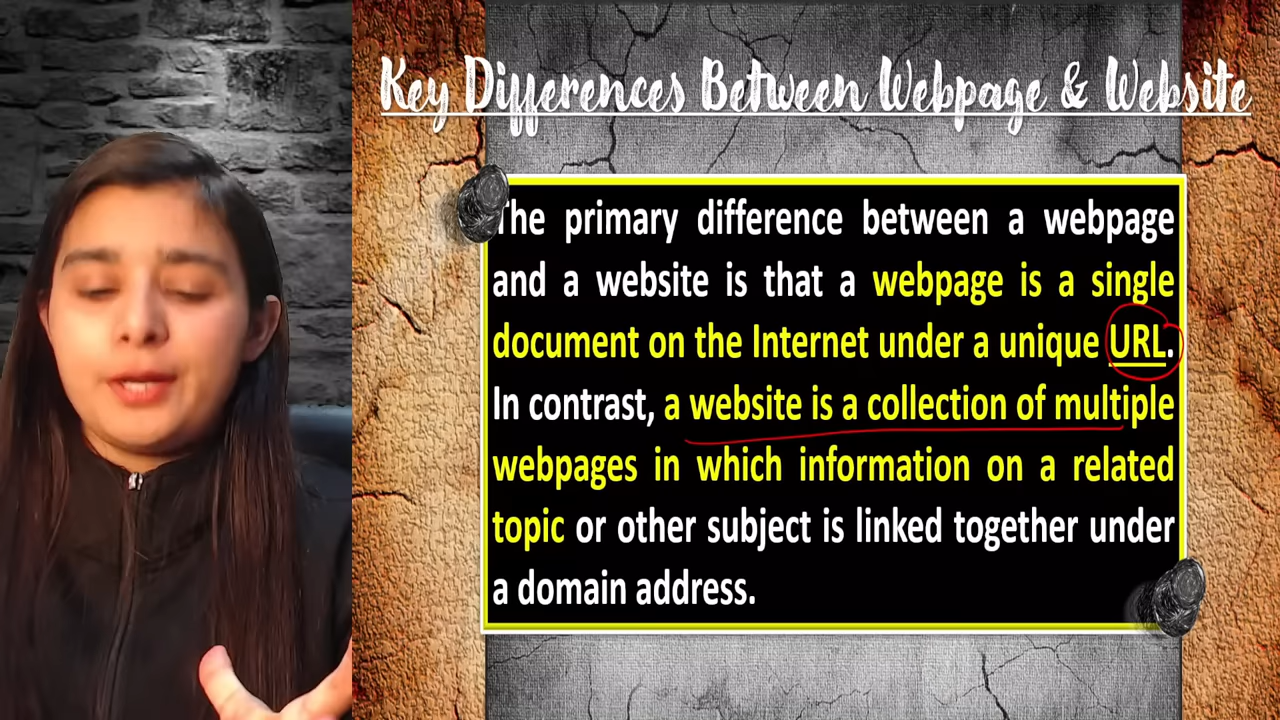 Key Differences Between Webpage & Website
The primary difference between a webpage
and a website is that a webpage is a single
document on the Internet under a unique URL.
In contrast, a website is a collection of multiple
webpages in which information on a related
topic or other subject is linked together under
a domain address.